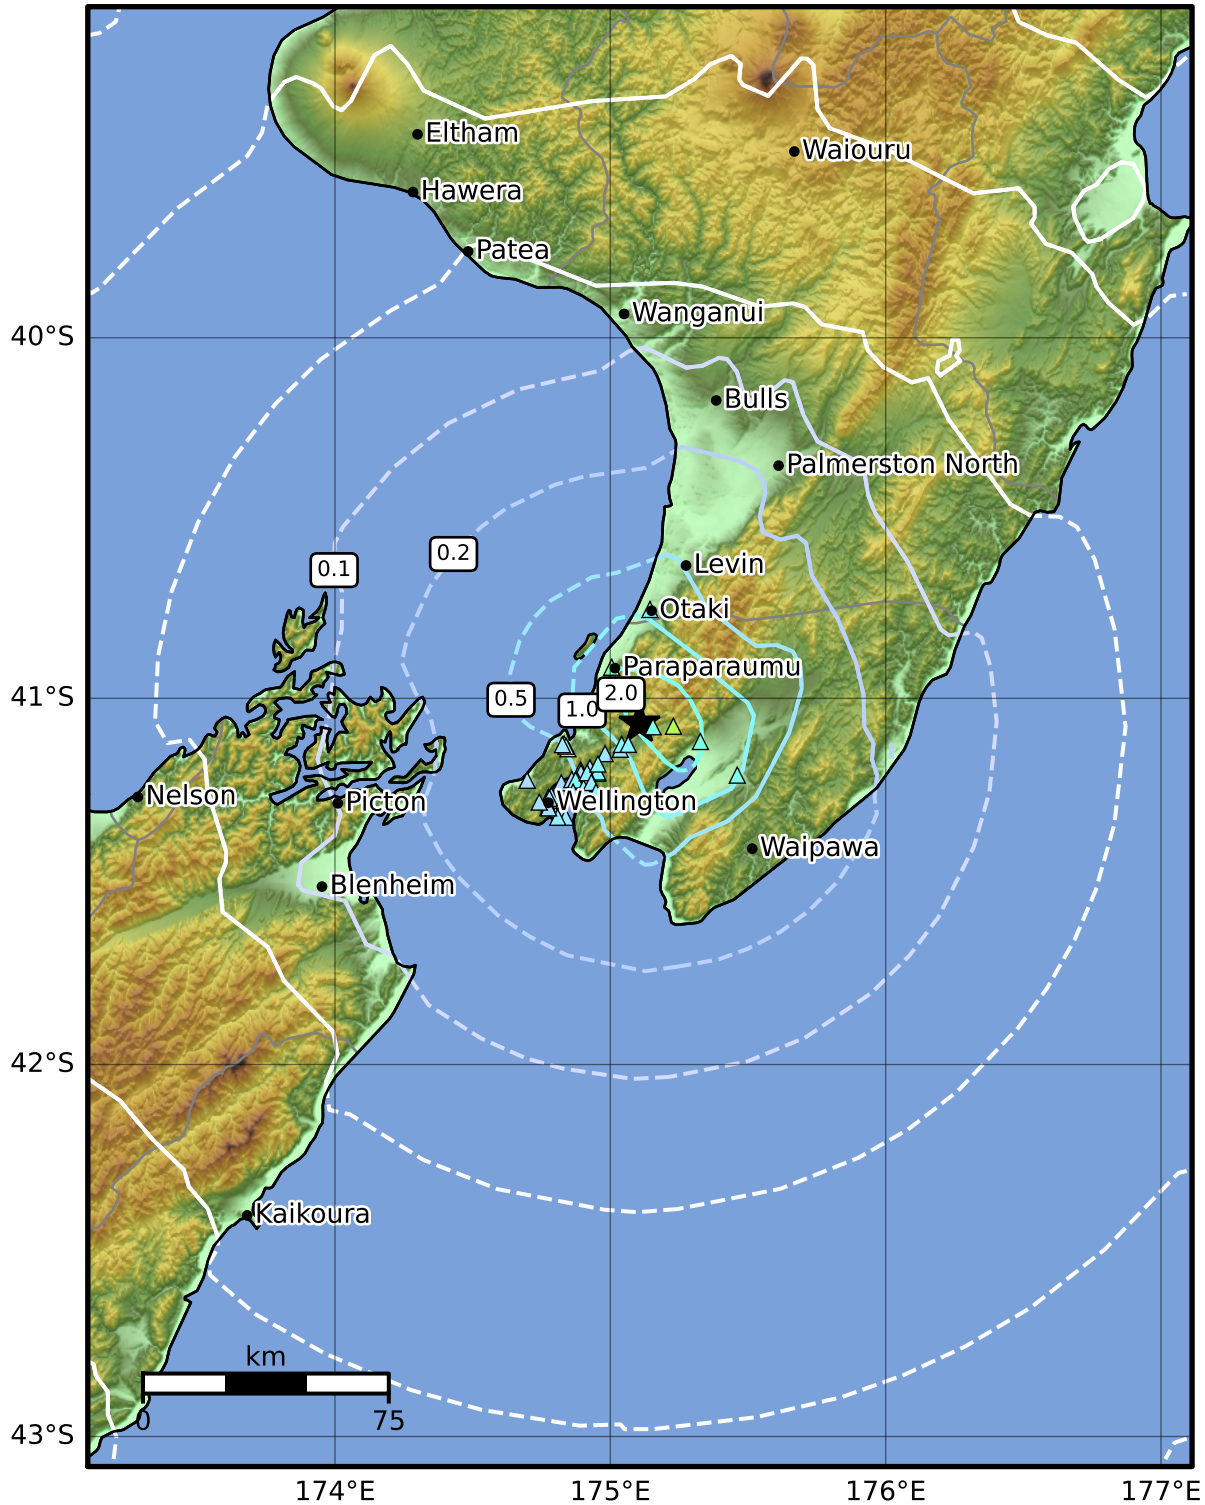 Eltham
Waiouru
Hawera
Patea
Wanganui
40°S
Bulls
Palmerston North
0.2
Levin
0.1
Otaki
Paraparaumu
2.0
41°S
0.5
1.0
Nelson
Picton
Wellington
Waipawa
Blenheim
42°S
Kaikoura
km
0
75
43°S
174°E
175°E
176°E
177°E